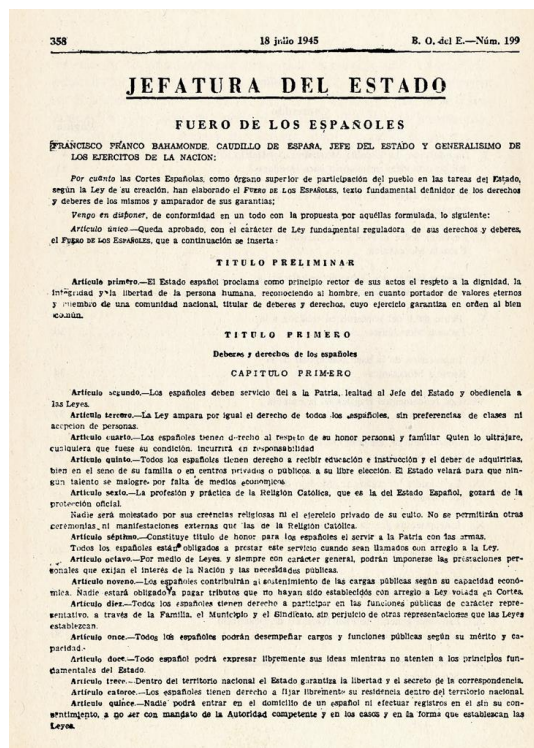 358 18 julio 1945 B. O. del E.—Núm. 199
JEFATURA DEL ESTADO
FUERO DE LOS ESPAÑOLES
FRANCISCO FRANCO BAHAMONDE, CAUDILLO DE ESPAÑA, JEFE DEL ESTADO Y GENERALISIMO DE
LOS EJERCITOS DE LA NACION;
Por cuanto las Cortes Españolas, como órgano superior de participación del pueblo en las tareas del Estado,
según la Ley de su creación, han elaborado el FUERO DE LOS ESPAÑOLES, texto fundamental definidor de los derechos
y deberes de los mismos y amparador de sus garantías;
Vengo en disponer, de conformidad en un todo con la propuesta por aquéllas formulada, lo siguiente:
Artículo único.—Queda aprobado, con el carácter de Ley fundamental reguladora de sus derechos y deberes,
el FUERO DE LOS ESPAÑOLES, que a continuación se inserta:
TITULO PRELIMINAR
Artículo primero.—El Estado español proclama como principio rector de sus actos el respeto a la dignidad, la
integridad y la libertad de la persona humana, reconociendo al hombre, en cuanto portador de valores eternos
y miembro de una comunidad nacional, titular de deberes y derechos, cuyo ejercicio garantiza en orden al bien
común.
TITULO PRIMERO
Deberes y derechos de los españoles
CAPITULO PRIMERO
Artículo segundo.—Los españoles deben servicio fiel a la Patria, lealtad al Jefe del Estado y obediencia a
las Leyes.
Artículo tercero.—La Ley ampara por igual el derecho de todos los españoles, sin preferencias de clases ni
acepcion de personas.
Artículo cuarto.—Los españoles tienen derecho al respeto de su honor personal y familiar Quien lo ultrajare,
cualquiera que fuese su condición, incurrirá en responsabilidad
Artículo quinto.—Todos los españoles tienen derecho a recibir educación e instrucción y el deber de adquirirlas,
bien en el seno de su familia o en centros privados o públicos, a su libre elección. El Estado velará para que nin-
gún talento se malogre por falta de medios económicos
Artículo sexto.—La profesión y práctica de la Religión Católica, que es la del Estado Español, gozará de la
protección oficial.
Nadie será molestado por sus creencias religiosas ni el ejercicio privado de su culto. No se permitirán otras
ceremonias, ni manifestaciones externas que las de la Religión Católica.
Artículo séptimo.—Constituye título de honor para los españoles el servir a la Patria con las armas.
Todos los españoles están obligados a prestar este servicio cuando sean llamados con arreglo a la Ley.
Artículo octavo.—Por medio de Leyes, y siempre con carácter general, podrán imponerse las prestaciones per-
sonales que exijan el interés de la Nación y las necesidades públicas.
Artículo noveno.—Los españoles contribuirán al sostenimiento de las cargas públicas según su capacidad econó-
mica. Nadie estará obligado a pagar tributos que no hayan sido establecidos con arreglo a Ley votada en Cortes.
Artículo diez.—Todos los españoles tienen derecho a participar en las funciones públicas de carácter repre-
sentativo, a través de la Familia, el Municipio y el Sindicato, sin perjuicio de otras representaciones que las Leyes
establezcan.
Artículo once.—Todos los españoles podrán desempeñar cargos y funciones públicas según su mérito y ca-
pacidad.
Artículo doce.—Todo español podrá expresar libremente sus ideas mientras no atenten a los principios fun-
damentales del Estado.
Artículo trece.—Dentro del territorio nacional el Estado garantiza la libertad y el secreto de la correspondencia.
Artículo catorce.—Los españoles tienen derecho a fijar libremente su residencia dentro del territorio nacional.
Artículo quince.—Nadie podrá entrar en el domicilio de un español ni efectuar registros en él sin su con-
sentimiento, a no ser con mandato de la Autoridad competente y en los casos y en la forma que establezcan las
Leyes.